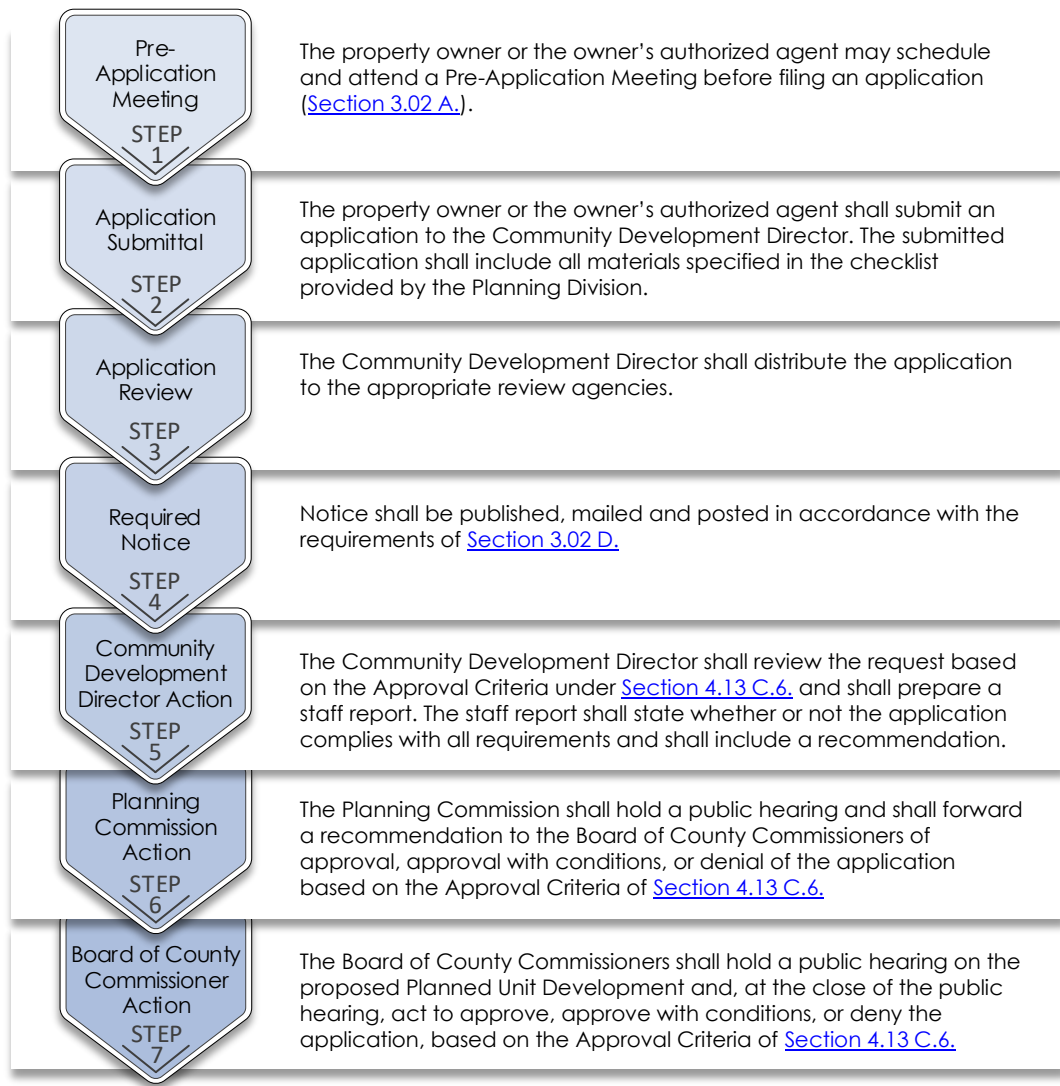 Pre-
Application
Meeting
STEP
1
The property owner or the owner’s authorized agent may schedule
and attend a Pre-Application Meeting before filing an application
(Section 3.02 A.).
Application
Submittal
STEP
2
The property owner or the owner’s authorized agent shall submit an
application to the Community Development Director. The submitted
application shall include all materials specified in the checklist
provided by the Planning Division.
Application
Review
STEP
3
The Community Development Director shall distribute the application
to the appropriate review agencies.
Required
Notice
STEP
4
Notice shall be published, mailed and posted in accordance with the
requirements of Section 3.02 D.
Community
Development
Director Action
STEP
5
The Community Development Director shall review the request based
on the Approval Criteria under Section 4.13 C.6. and shall prepare a
staff report. The staff report shall state whether or not the application
complies with all requirements and shall include a recommendation.
Planning
Commission
Action
STEP
6
The Planning Commission shall hold a public hearing and shall forward
a recommendation to the Board of County Commissioners of
approval, approval with conditions, or denial of the application
based on the Approval Criteria of Section 4.13 C.6.
Board of County
Commissioner
Action
STEP
7
The Board of County Commissioners shall hold a public hearing on the
proposed Planned Unit Development and, at the close of the public
hearing, act to approve, approve with conditions, or deny the
application, based on the Approval Criteria of Section 4.13 C.6.